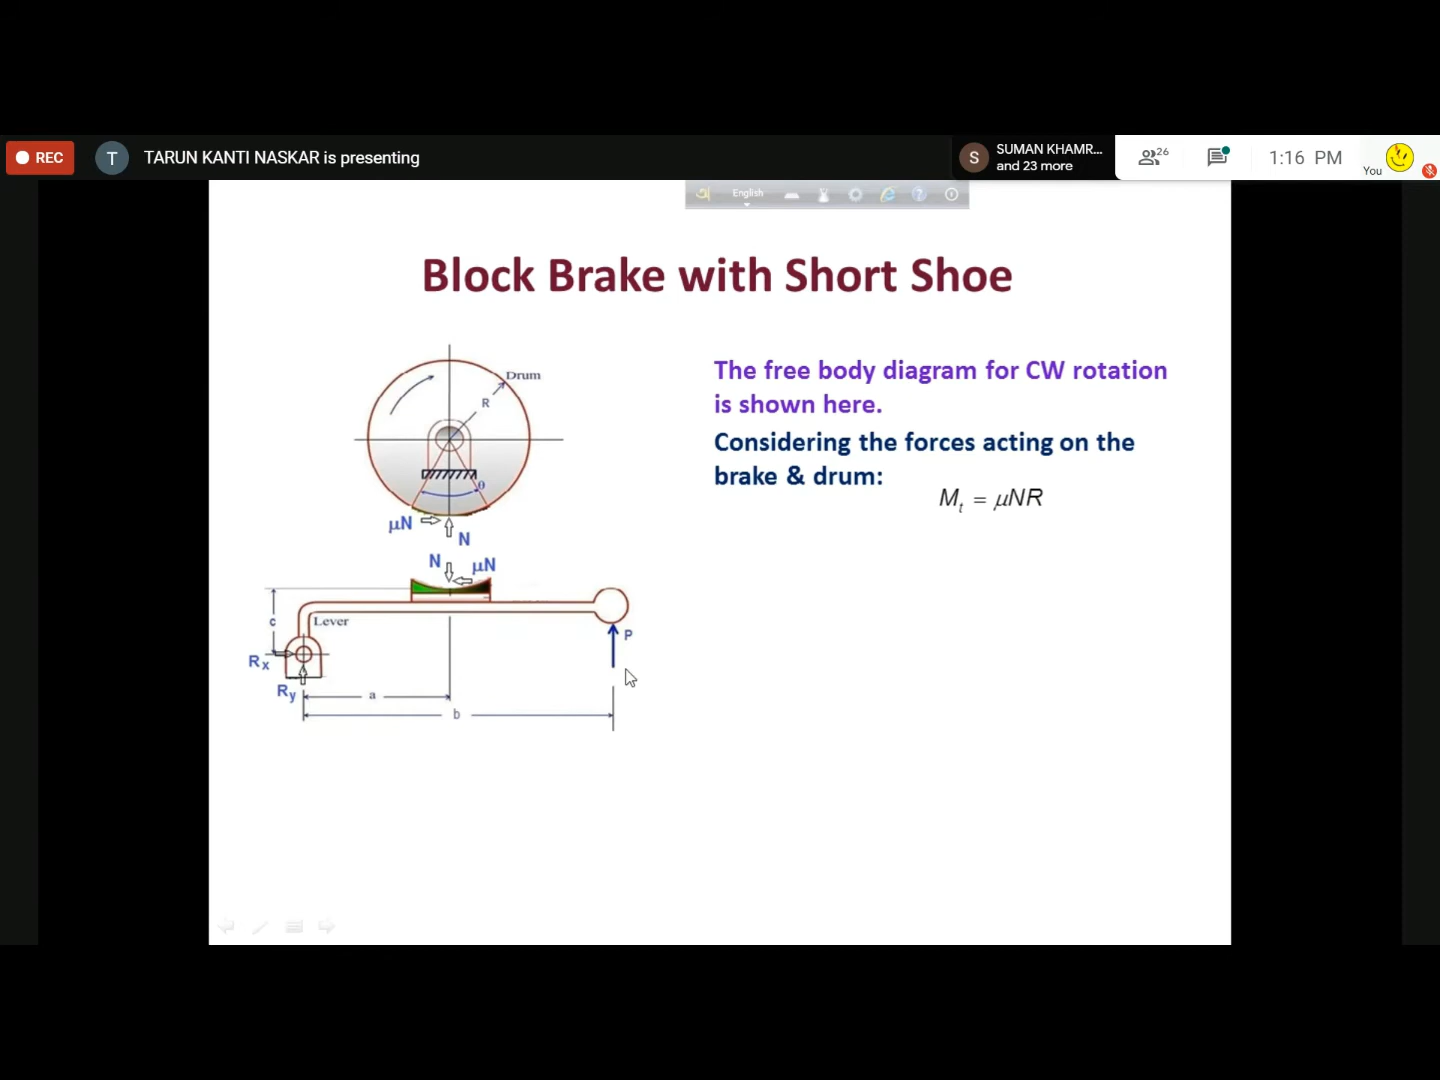 REC
T
TARUN KANTI NASKAR is presenting
S
SUMAN KHAMR...
and 23 more
26
1:16 PM
You
English
Block Brake with Short Shoe
Drum
R
θ
μN
N
N
μN
Lever
c
P
Rx
Ry
a
b
The free body diagram for CW rotation
is shown here.
Considering the forces acting on the
brake & drum:
Mt = μNR